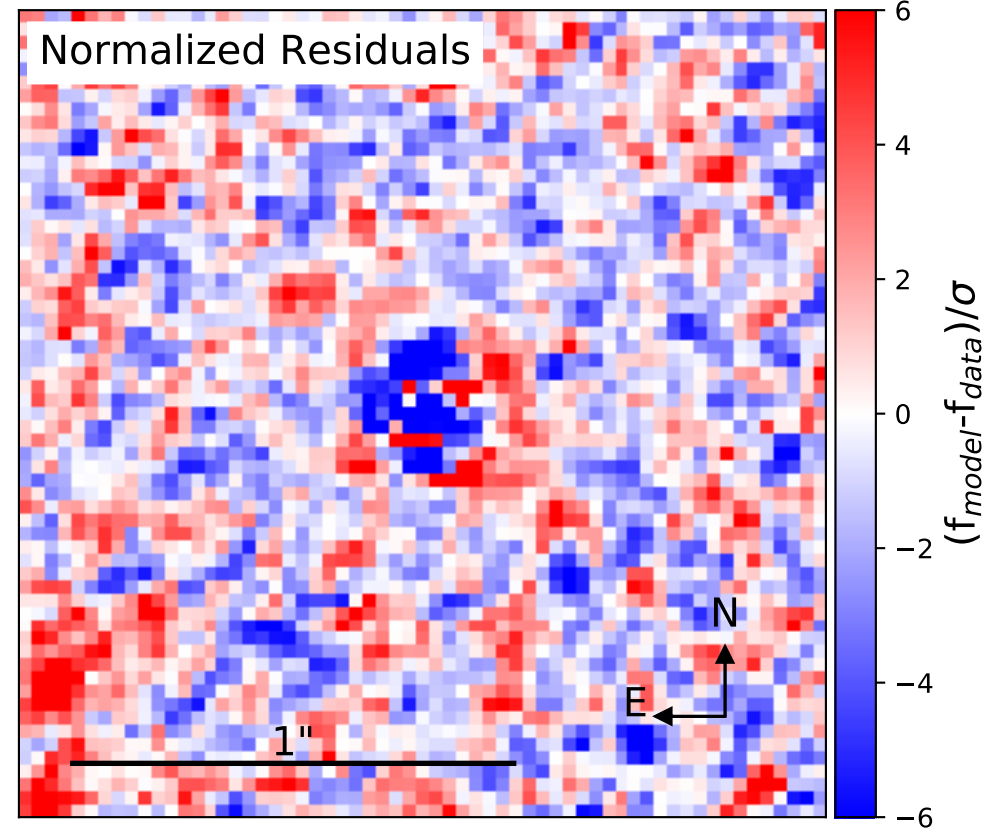 Normalized Residuals
6
4
2
0
−2
−4
−6
(f_model-f_data)/σ
N
E
1"